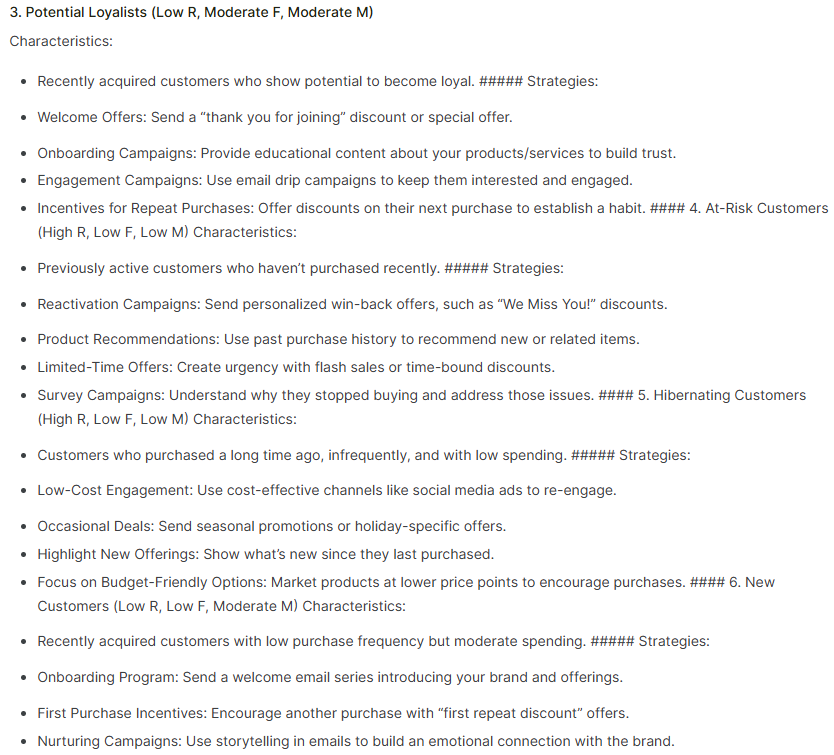 3. Potential Loyalists (Low R, Moderate F, Moderate M)
Characteristics:
• Recently acquired customers who show potential to become loyal. ##### Strategies:
• Welcome Offers: Send a “thank you for joining” discount or special offer.
• Onboarding Campaigns: Provide educational content about your products/services to build trust.
• Engagement Campaigns: Use email drip campaigns to keep them interested and engaged.
• Incentives for Repeat Purchases: Offer discounts on their next purchase to establish a habit. #### 4. At-Risk Customers
(High R, Low F, Low M) Characteristics:
• Previously active customers who haven’t purchased recently. ##### Strategies:
• Reactivation Campaigns: Send personalized win-back offers, such as “We Miss You!” discounts.
• Product Recommendations: Use past purchase history to recommend new or related items.
• Limited-Time Offers: Create urgency with flash sales or time-bound discounts.
• Survey Campaigns: Understand why they stopped buying and address those issues. #### 5. Hibernating Customers
(High R, Low F, Low M) Characteristics:
• Customers who purchased a long time ago, infrequently, and with low spending. ##### Strategies:
• Low-Cost Engagement: Use cost-effective channels like social media ads to re-engage.
• Occasional Deals: Send seasonal promotions or holiday-specific offers.
• Highlight New Offerings: Show what’s new since they last purchased.
• Focus on Budget-Friendly Options: Market products at lower price points to encourage purchases. #### 6. New
Customers (Low R, Low F, Moderate M) Characteristics:
• Recently acquired customers with low purchase frequency but moderate spending. ##### Strategies:
• Onboarding Program: Send a welcome email series introducing your brand and offerings.
• First Purchase Incentives: Encourage another purchase with “first repeat discount” offers.
• Nurturing Campaigns: Use storytelling in emails to build an emotional connection with the brand.